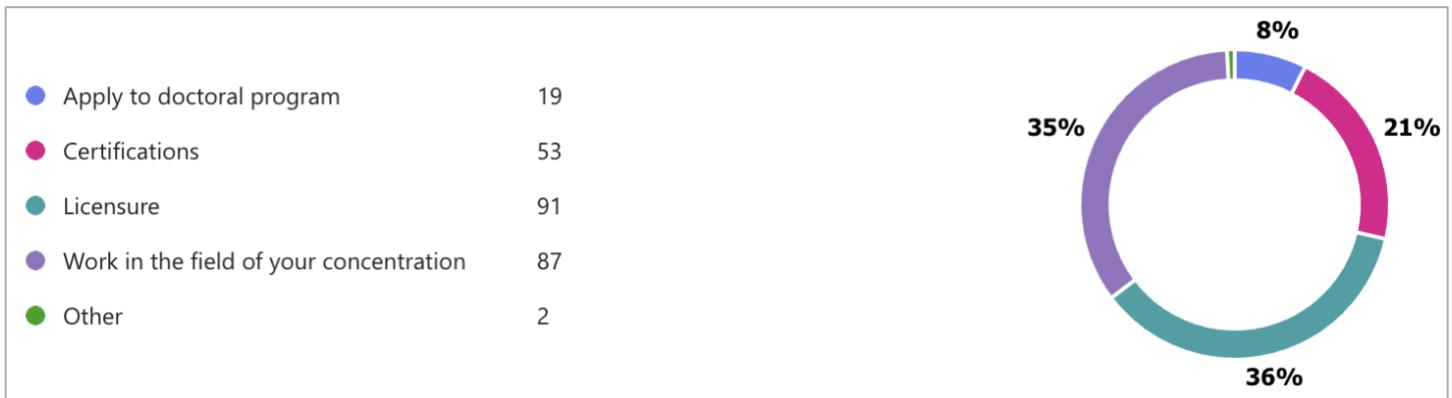 8%
Apply to doctoral program 19
35% 21%
Certifications 53
Licensure 91
Work in the field of your concentration 87
Other 2
36%